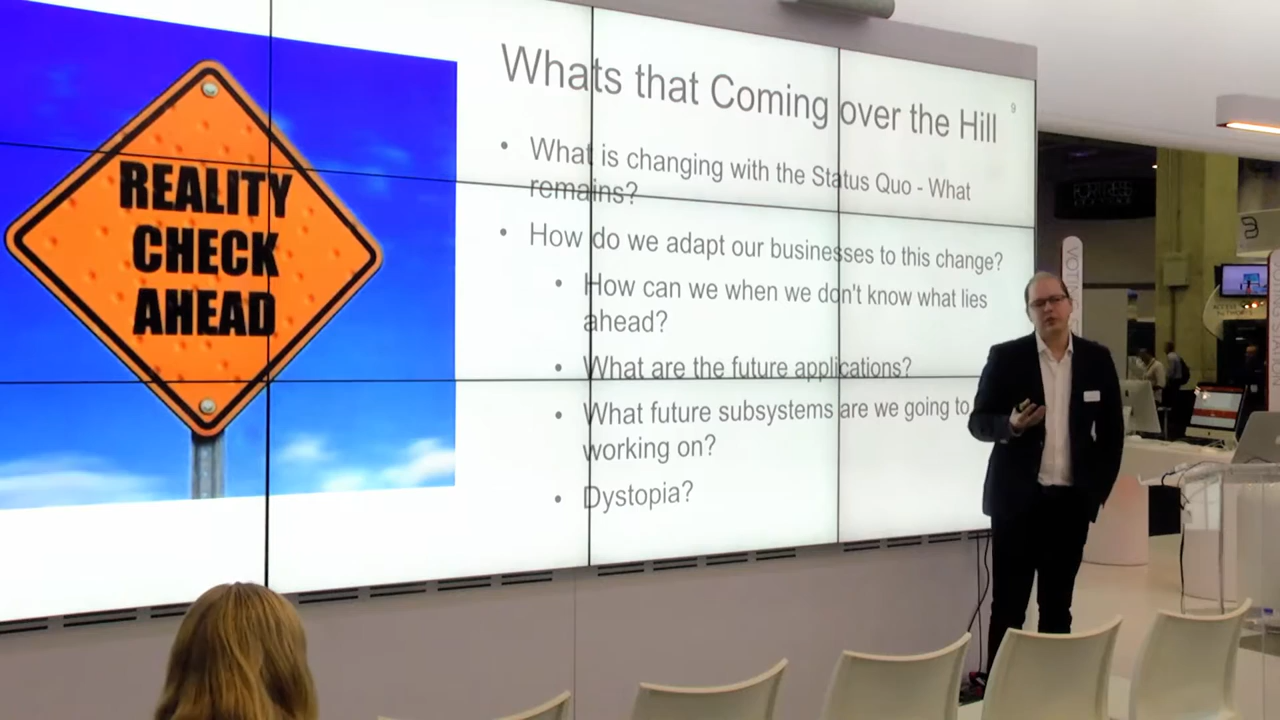 REALITY
CHECK
AHEAD
Whats that Coming over the Hill
9
• What is changing with the Status Quo - What
remains?
• How do we adapt our businesses to this change?
• How can we when we don't know what lies
ahead?
• What are the future applications?
• What future subsystems are we going to
working on?
• Dystopia?
FORTRESS